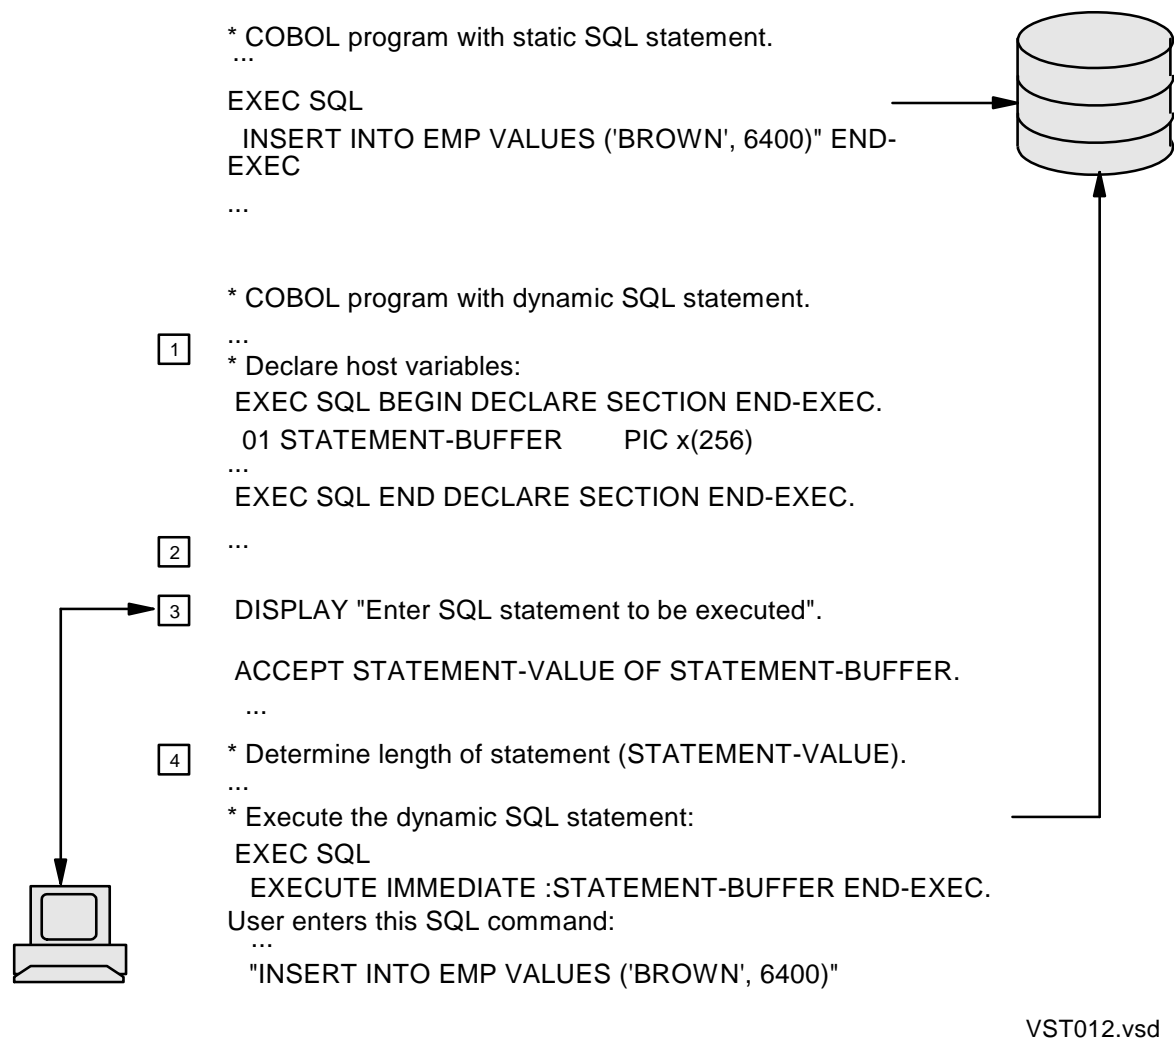 * COBOL program with static SQL statement.
...
EXEC SQL
INSERT INTO EMP VALUES ('BROWN', 6400)" END-
EXEC
...
* COBOL program with dynamic SQL statement.
...
1
* Declare host variables:
EXEC SQL BEGIN DECLARE SECTION END-EXEC.
01 STATEMENT-BUFFER PIC x(256)
...
EXEC SQL END DECLARE SECTION END-EXEC.
2 ...
3 DISPLAY "Enter SQL statement to be executed".
ACCEPT STATEMENT-VALUE OF STATEMENT-BUFFER.
...
4 * Determine length of statement (STATEMENT-VALUE).
...
* Execute the dynamic SQL statement:
EXEC SQL
EXECUTE IMMEDIATE :STATEMENT-BUFFER END-EXEC.
User enters this SQL command:
...
"INSERT INTO EMP VALUES ('BROWN', 6400)"
VST012.vsd